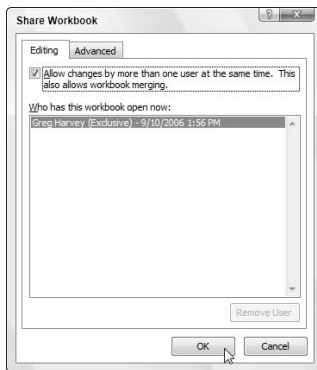 Share Workbook
Editing Advanced
Allow changes by more than one user at the same time. This
also allows workbook merging.
Who has this workbook open now:
Greg Harvey (Exclusive) - 9/10/2006 1:56 PM
Remove User
OK Cancel